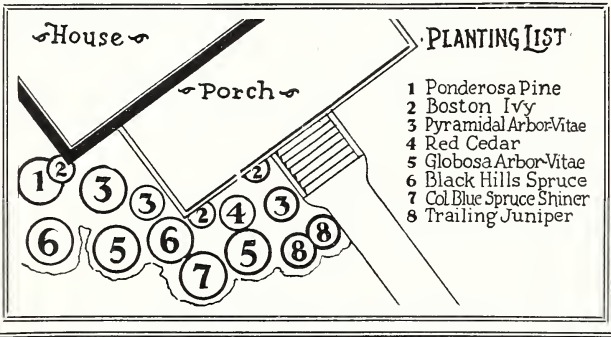 House
Porch
PLANTING LIST
1 Ponderosa Pine
2 Boston Ivy
3 Pyramidal Arbor-Vitae
4 Red Cedar
5 Globosa Arbor-Vitae
6 Black Hills Spruce
7 Col. Blue Spruce Shiner
8 Trailing Juniper
2
1
3
2
3
2
4
3
6
5
6
5
8
8
7